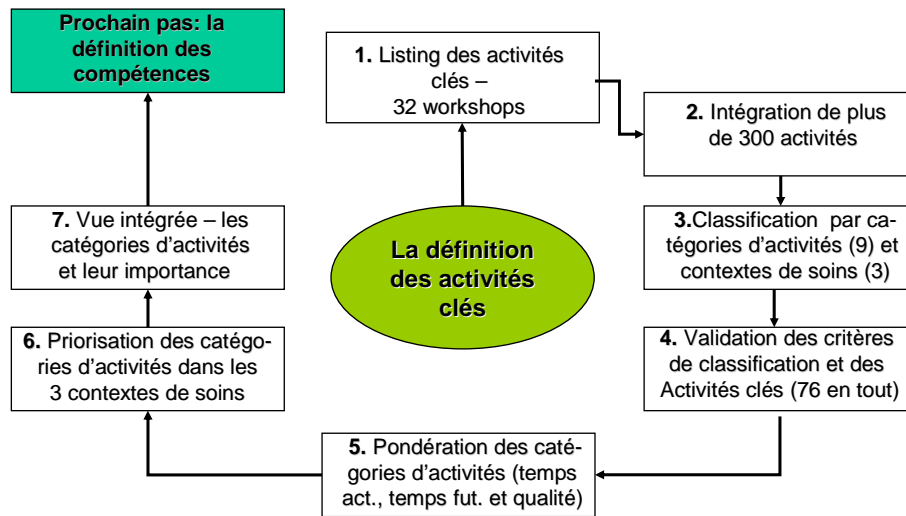 Prochain pas: la
définition des
compétences
1. Listing des activités
clés –
32 workshops
2. Intégration de plus
de 300 activités
3.Classification par ca-
tégories d'activités (9) et
contextes de soins (3)
4. Validation des critères
de classification et des
Activités clés (76 en tout)
5. Pondération des caté-
gories d'activités (temps
act., temps fut. et qualité)
6. Priorisation des catégo-
ries d'activités dans les
3 contextes de soins
7. Vue intégrée – les
catégories d'activités
et leur importance
La définition
des activités
clés